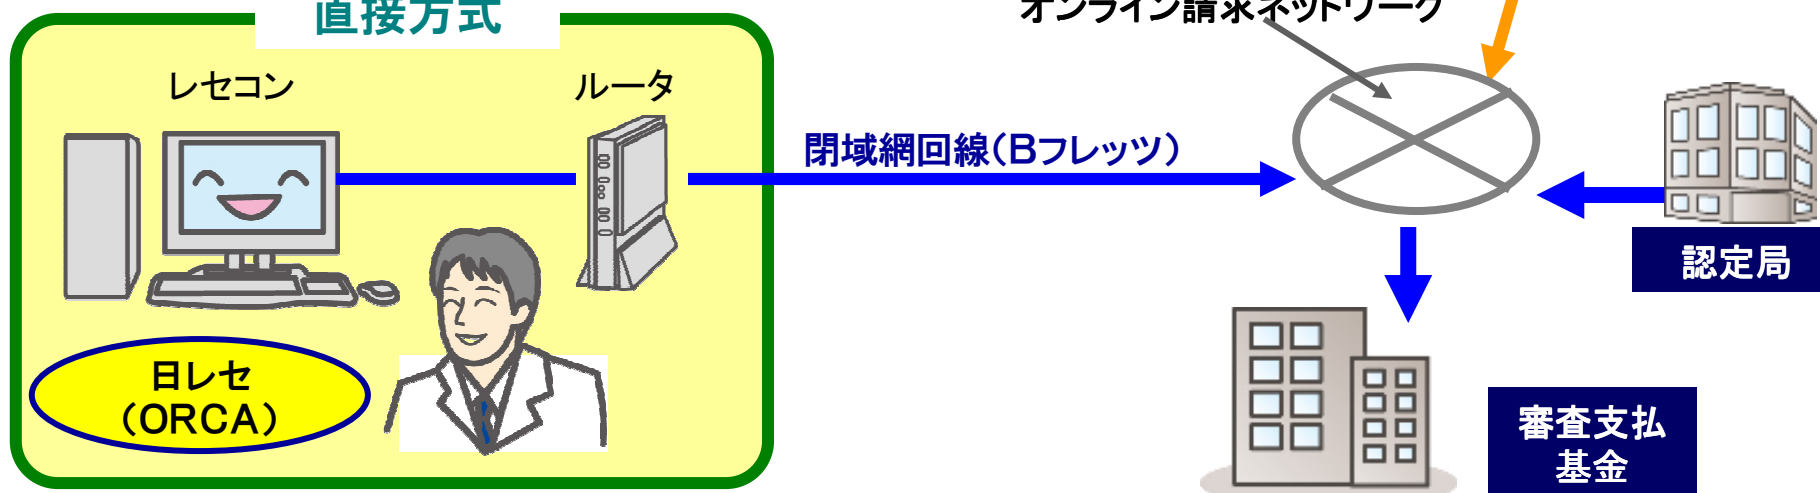 直接方式
オンライン請求ネットワーク
レセコン
ルータ
閉域網回線（Bフレッツ）
認定局
日レセ
（ORCA）
審査支払
基金